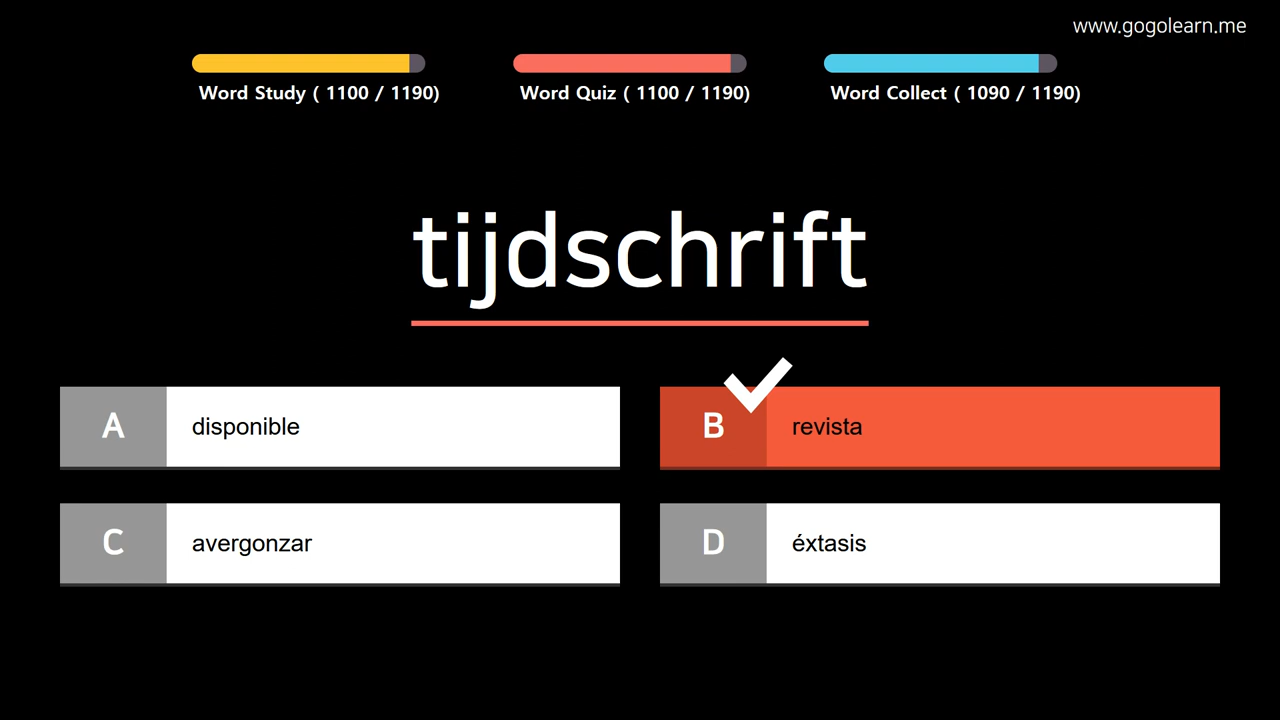 www.gogolearn.me
Word Study ( 1100 / 1190)
Word Quiz ( 1100 / 1190)
Word Collect ( 1090 / 1190)
tijdschrift
A disponible
B revista
C avergonzar
D éxtasis